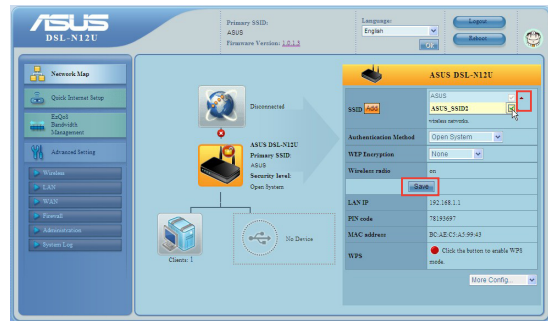 ASUS
DSL-N12U
Primary SSID:
ASUS
Firmware Version: 1.0.1.8
Language:
English
OK
Logout
Reboot
Network Map
Quick Internet Setup
EzQoS
Bandwidth
Management
Advanced Setting
Wireless
LAN
WAN
Firewall
Administration
System Log
Disconnected
ASUS DSL-N12U
Primary SSID:
ASUS
Security level:
Open System
Clients: 1
No Device
ASUS DSL-N12U
SSID Add
ASUS
ASUS_SSID2
wireless networks.
Authentication Method Open System
WEP Encryption None
Wireless radio on
Save
LAN IP 192.168.1.1
PIN code 78193697
MAC address BC:AE:C5:A5:99:43
WPS Click the button to enable WPS
mode.
More Config...